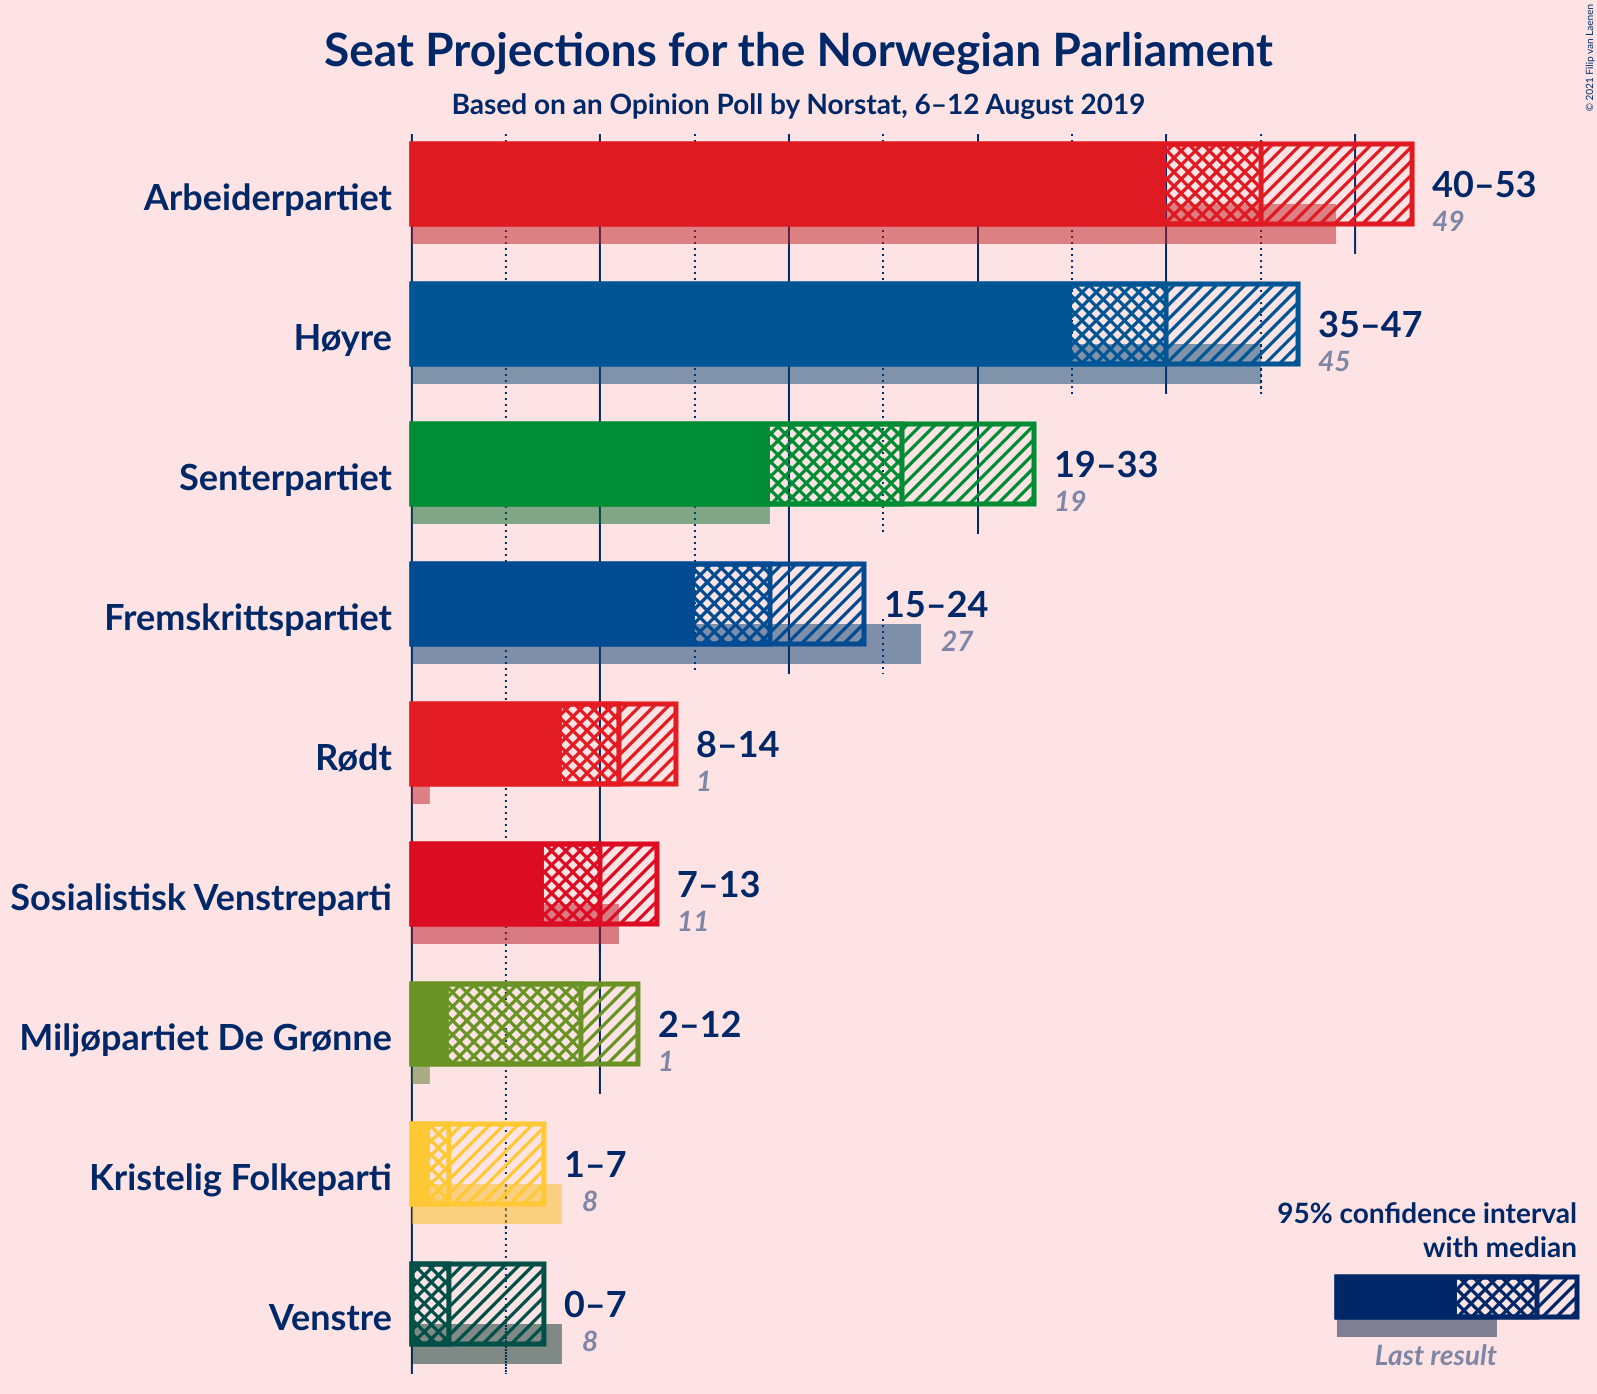 Seat Projections for the Norwegian Parliament
Based on an Opinion Poll by Norstat, 6–12 August 2019
© 2021 Filip van Laenen
Arbeiderpartiet
40–53
49
Høyre
35–47
45
Senterpartiet
19–33
19
Fremskrittspartiet
15–24
27
Rødt
8–14
1
Sosialistisk Venstreparti
7–13
11
Miljøpartiet De Grønne
2–12
1
Kristelig Folkeparti
1–7
8
Venstre
0–7
8
95% confidence interval
with median
Last result